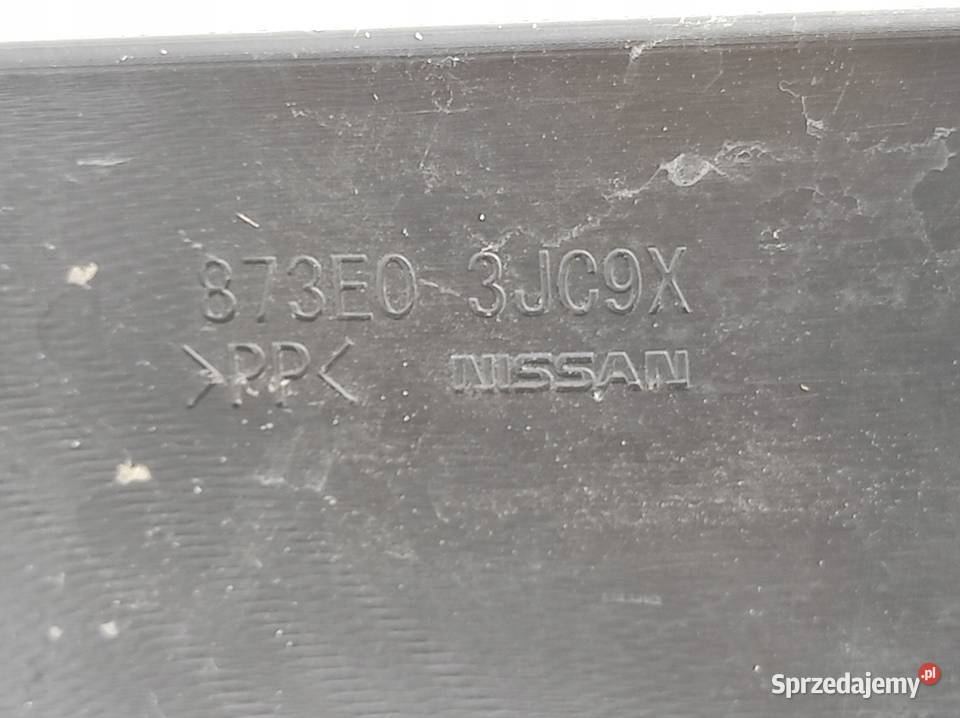 873E0 3JC9X
>PP<
NISSAN
Sprzedajemy.pl